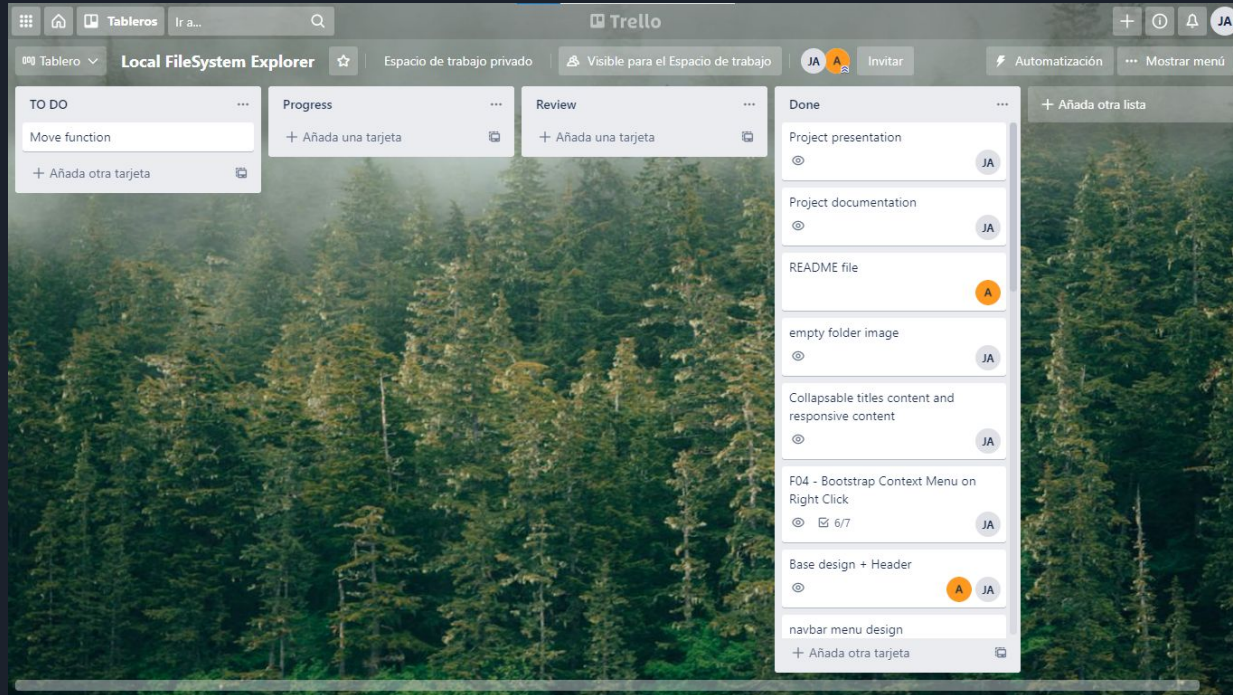 Tableros
Ir a...
Trello
JA
Tablero
Local FileSystem Explorer
Espacio de trabajo privado
Visible para el Espacio de trabajo
JA
A
Invitar
Automatización
Mostrar menú
TO DO
Move function
+ Añada otra tarjeta
Progress
+ Añada una tarjeta
Review
+ Añada una tarjeta
Done
Project presentation
JA
Project documentation
JA
README file
A
empty folder image
JA
Collapsable titles content and
responsive content
JA
F04 - Bootstrap Context Menu on
Right Click
6/7
JA
Base design + Header
A JA
navbar menu design
+ Añada otra tarjeta
+ Añada otra lista